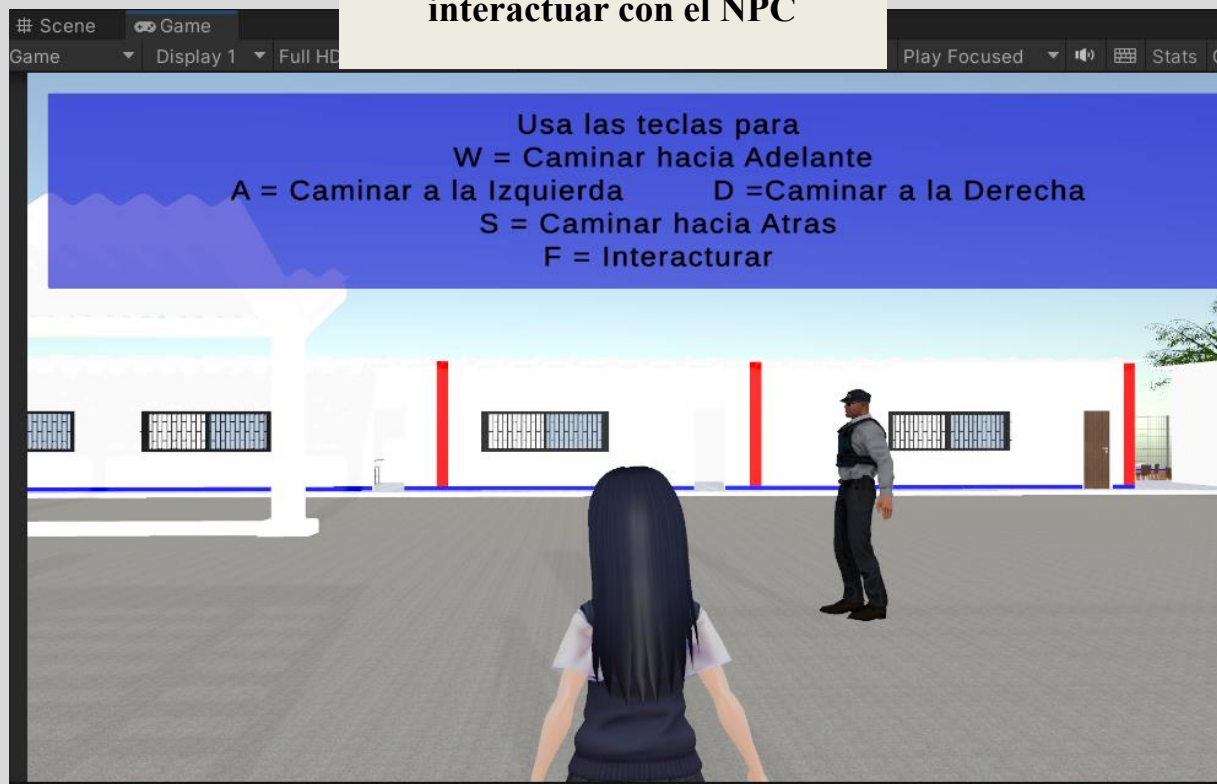 interactuar con el NPC
# Scene Game
Game Display 1 Full HD Play Focused Stats
Usa las teclas para
W = Caminar hacia Adelante
A = Caminar a la Izquierda D =Caminar a la Derecha
S = Caminar hacia Atras
F = Interacturar